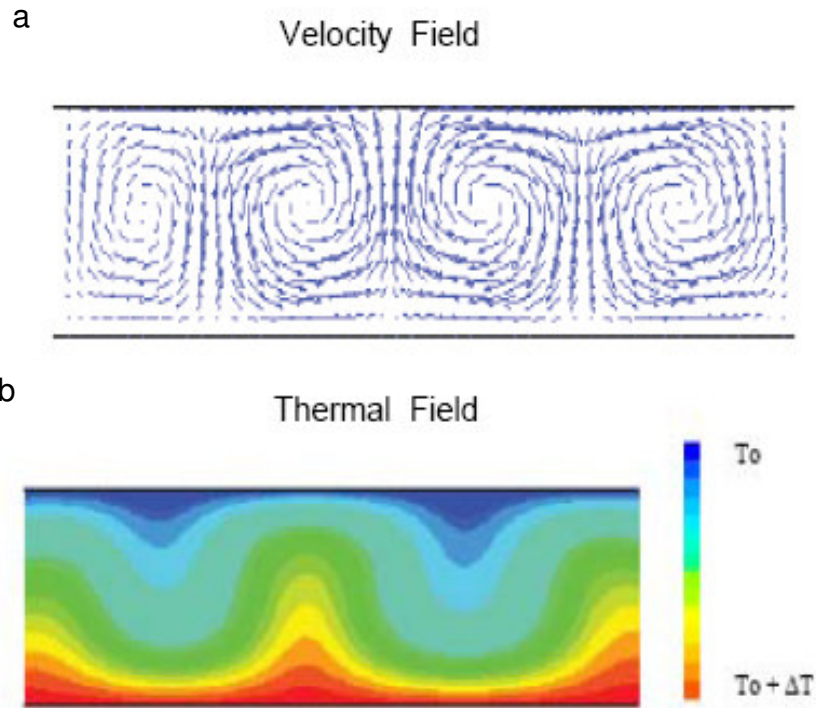 a
Velocity Field
b
Thermal Field
To
To + ΔT